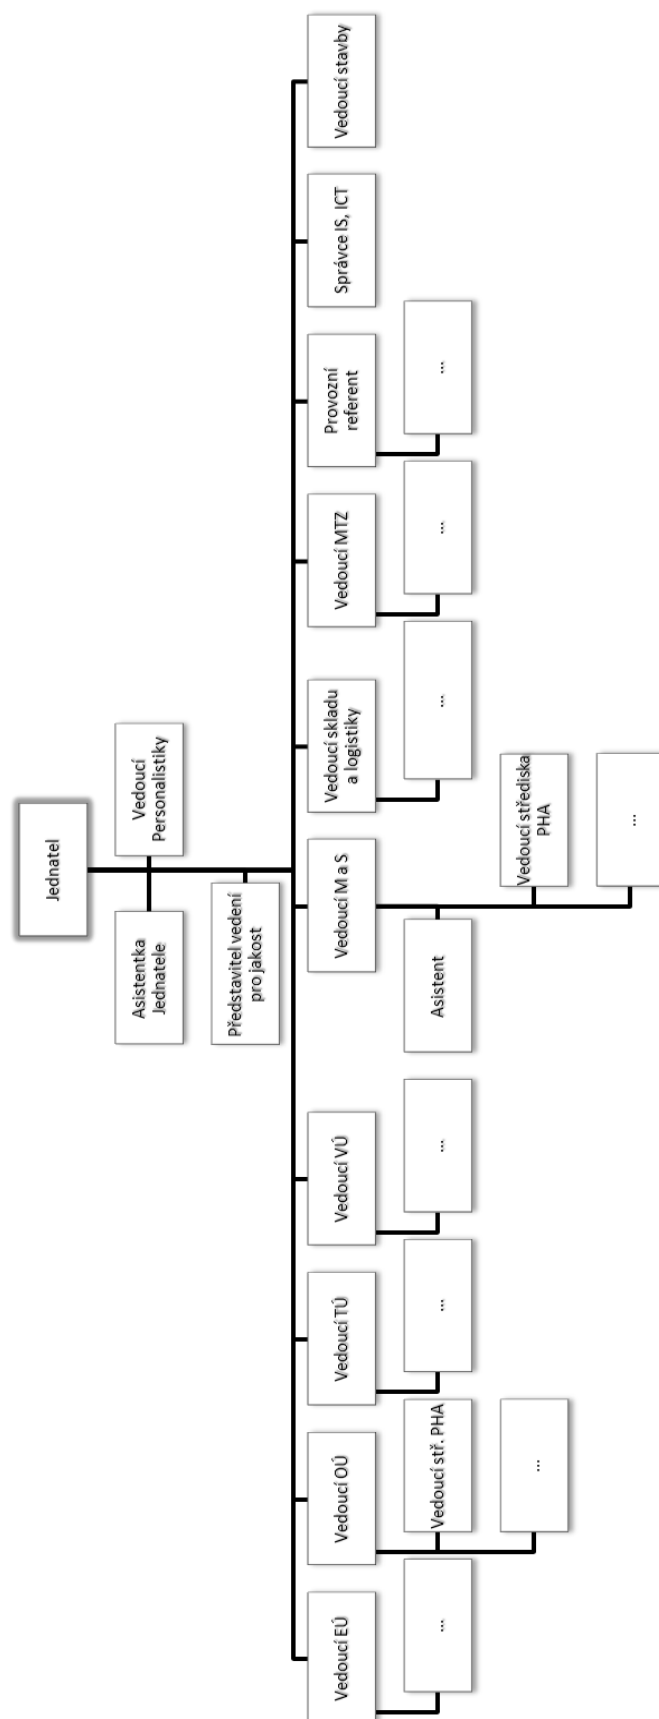 Jednatel
Asistentka
Jednatele
Vedoucí
Personalistiky
Představitel vedení
pro jakost
Vedoucí EÚ
Vedoucí OÚ
Vedoucí TÚ
Vedoucí VÚ
Vedoucí M a S
Vedoucí skladu
a logistiky
Vedoucí MTZ
Provozní
referent
Správce IS, ICT
Vedoucí stavby
...
Vedoucí stř. PHA
...
...
Asistent
...
...
...
...
Vedoucí střediska
PHA
...